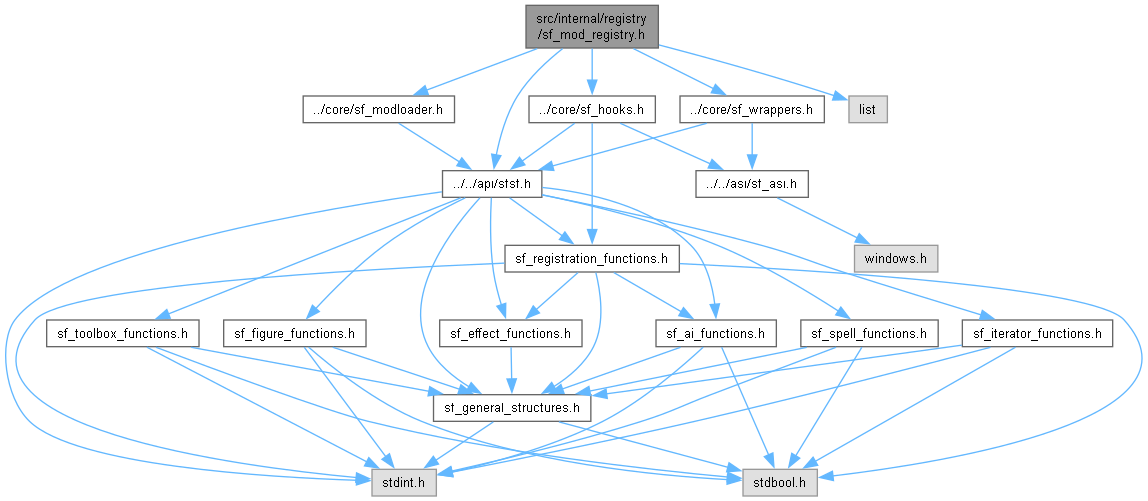 src/internal/registry
/sf_mod_registry.h
../core/sf_modloader.h
../core/sf_hooks.h
../core/sf_wrappers.h
list
../../api/sfsf.h
../../asi/sf_asi.h
sf_registration_functions.h
windows.h
sf_toolbox_functions.h
sf_figure_functions.h
sf_effect_functions.h
sf_ai_functions.h
sf_spell_functions.h
sf_iterator_functions.h
sf_general_structures.h
stdint.h
stdbool.h